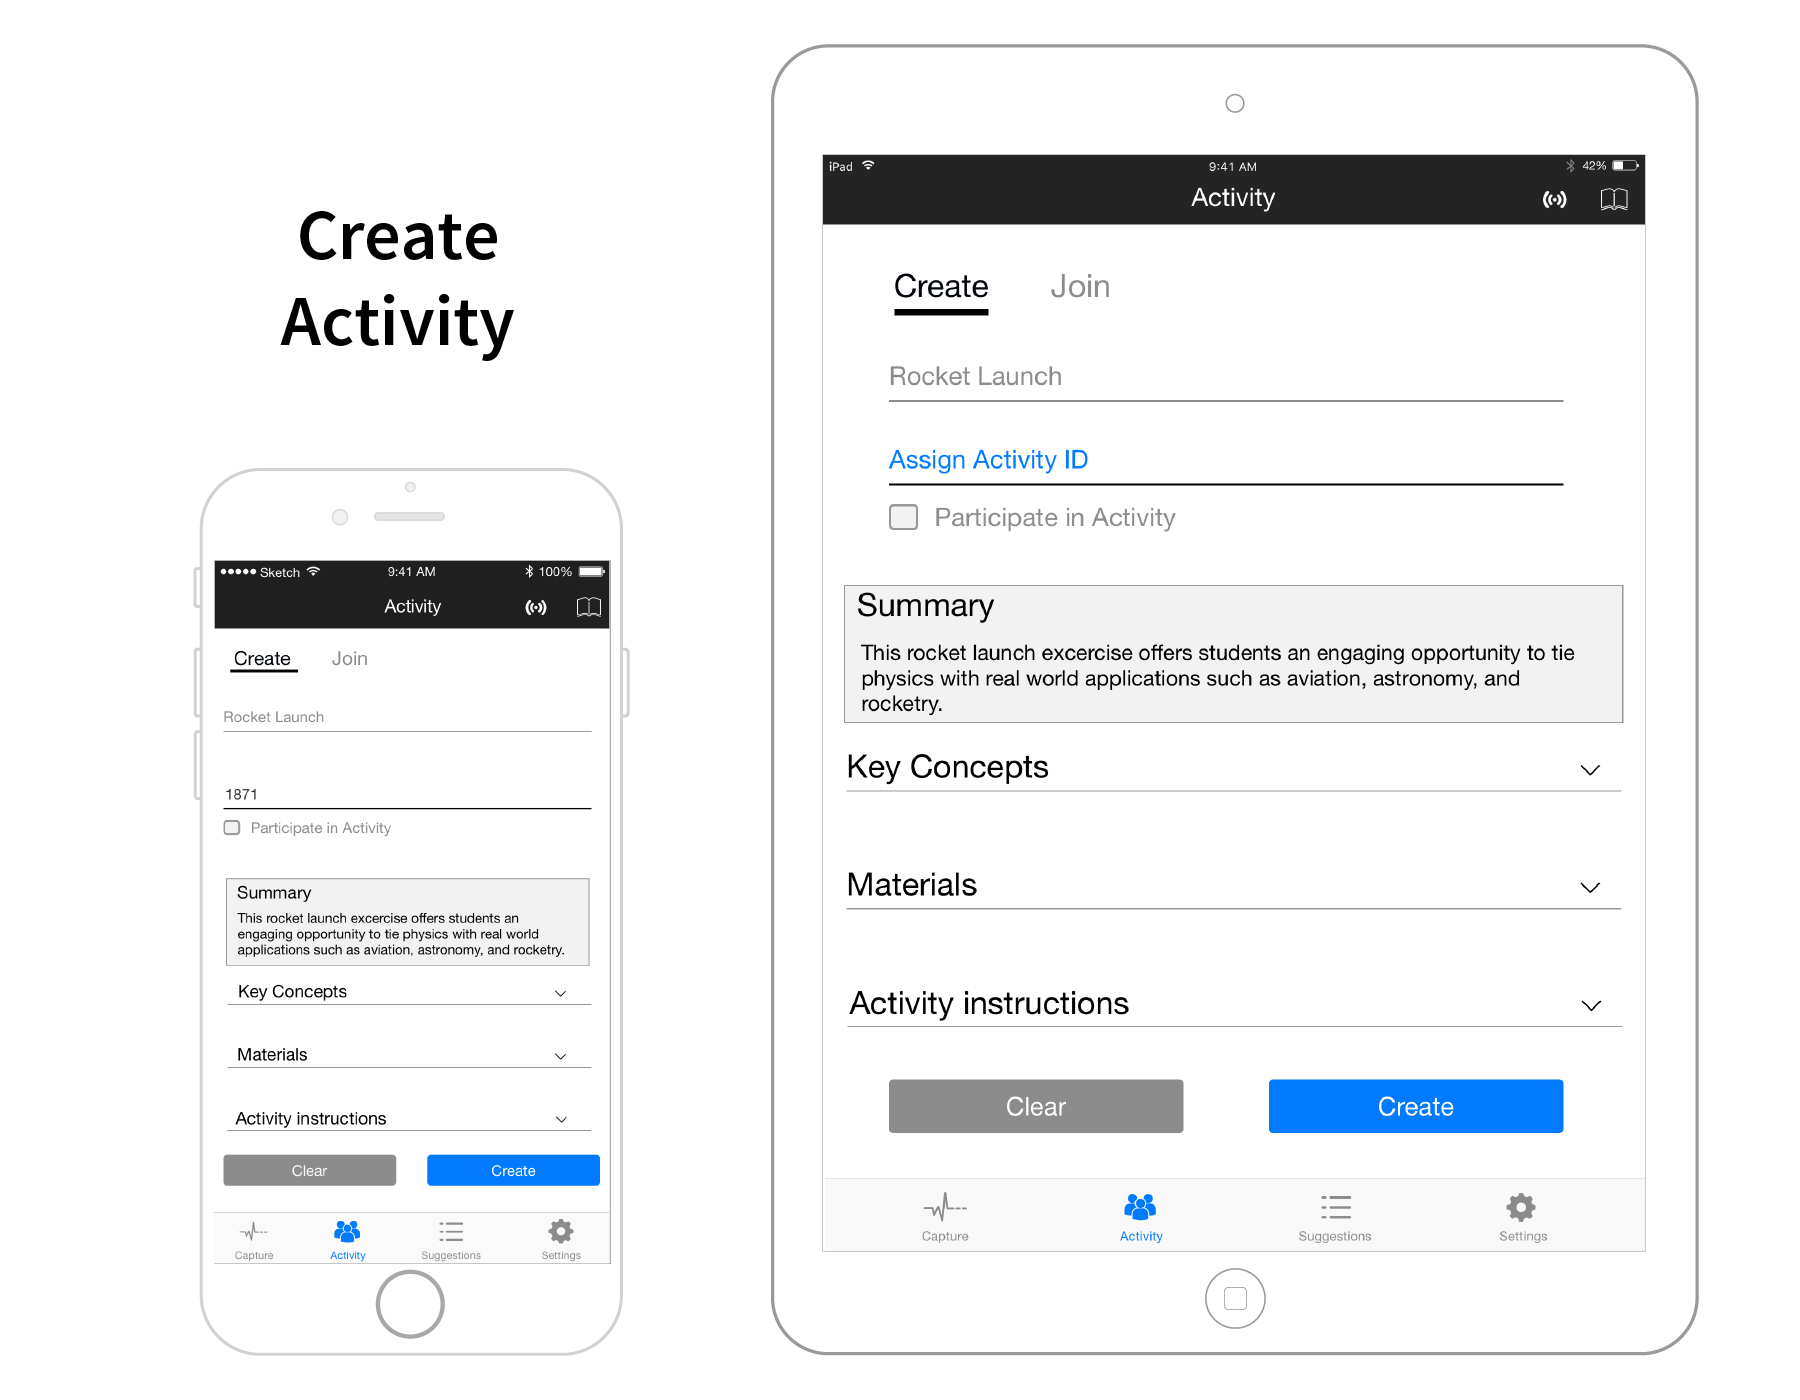 Create
Activity
Sketch 9:41 AM 100%
Activity
Create Join
Rocket Launch
1871
Participate in Activity
Summary
This rocket launch excercise offers students an
engaging opportunity to tie physics with real world
applications such as aviation, astronomy, and rocketry.
Key Concepts
Materials
Activity instructions
Clear Create
Capture Activity Suggestions Settings
iPad 9:41 AM 42%
Activity
Create Join
Rocket Launch
Assign Activity ID
Participate in Activity
Summary
This rocket launch excercise offers students an engaging opportunity to tie
physics with real world applications such as aviation, astronomy, and
rocketry.
Key Concepts
Materials
Activity instructions
Clear Create
Capture Activity Suggestions Settings